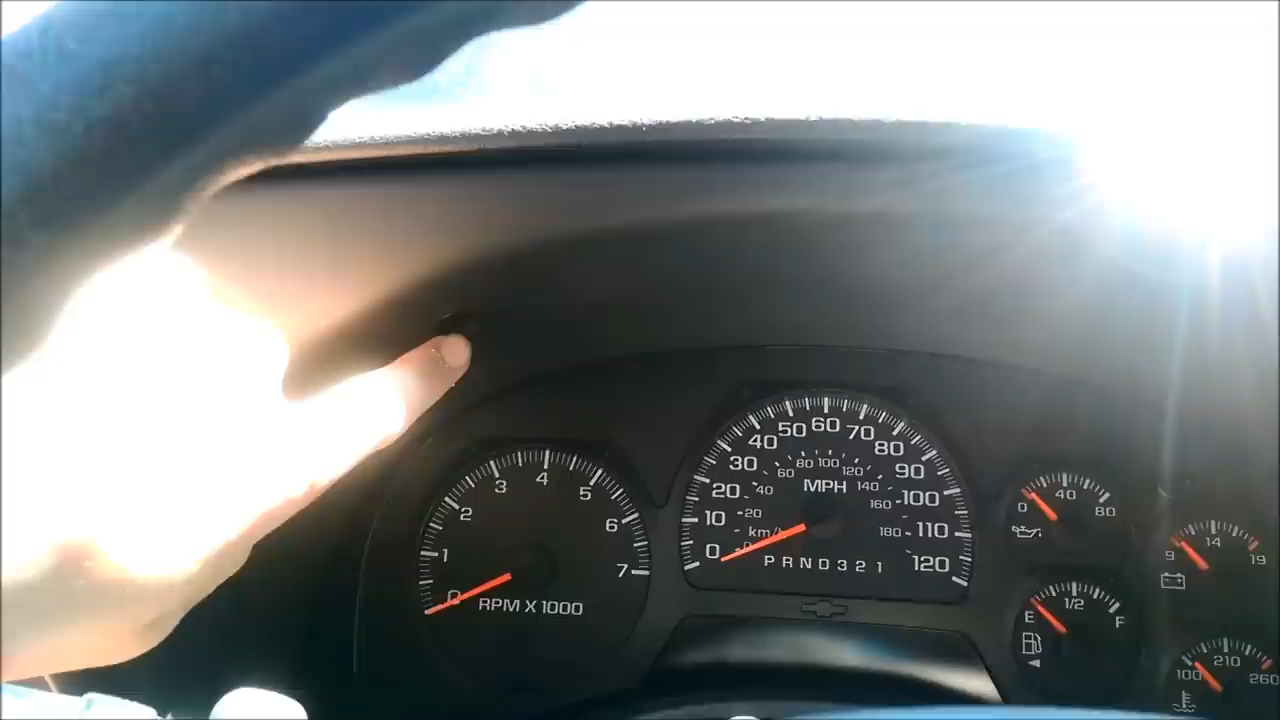 0 1 2 3 4 5 6 7
RPM X 1000
0 10 20 30 40 50 60 70 80 90 100 110 120
20 40 60 80 100 120 140 160 180
MPH
km/
P R N D 3 2 1
0 40 80
E 1/2 F
9 14 19
100 210 260